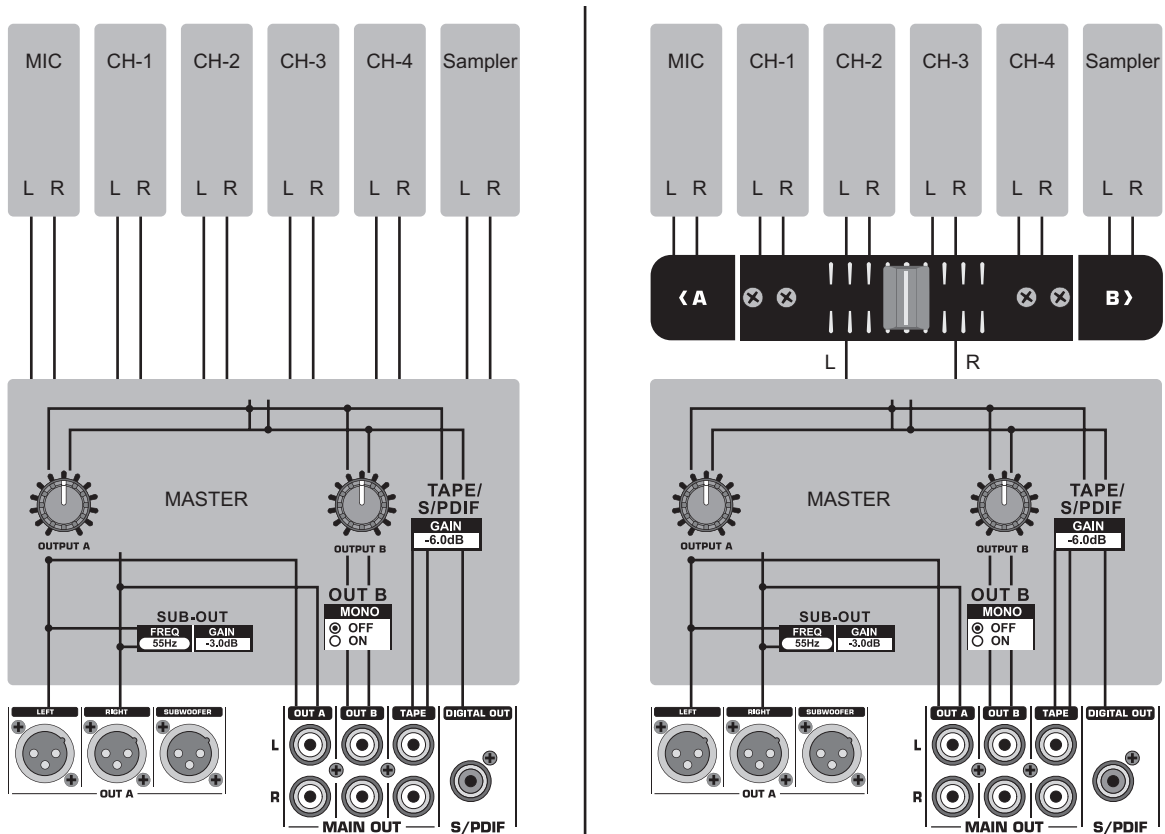 MIC CH-1 CH-2 CH-3 CH-4 Sampler
L R L R L R L R L R L R
MASTER
TAPE/
S/PDIF
GAIN
-6.0dB
OUTPUT A
OUTPUT B
OUT B
MONO
OFF
ON
SUB-OUT
FREQ GAIN
55Hz -3.0dB
LEFT RIGHT SUBWOOFER
OUT A
OUT A OUT B TAPE DIGITAL OUT
L
R
MAIN OUT S/PDIF
MIC CH-1 CH-2 CH-3 CH-4 Sampler
L R L R L R L R L R L R
‹ A B ›
L R
MASTER
TAPE/
S/PDIF
GAIN
-6.0dB
OUTPUT A
OUTPUT B
OUT B
MONO
OFF
ON
SUB-OUT
FREQ GAIN
55Hz -3.0dB
LEFT RIGHT SUBWOOFER
OUT A
OUT A OUT B TAPE DIGITAL OUT
L
R
MAIN OUT S/PDIF